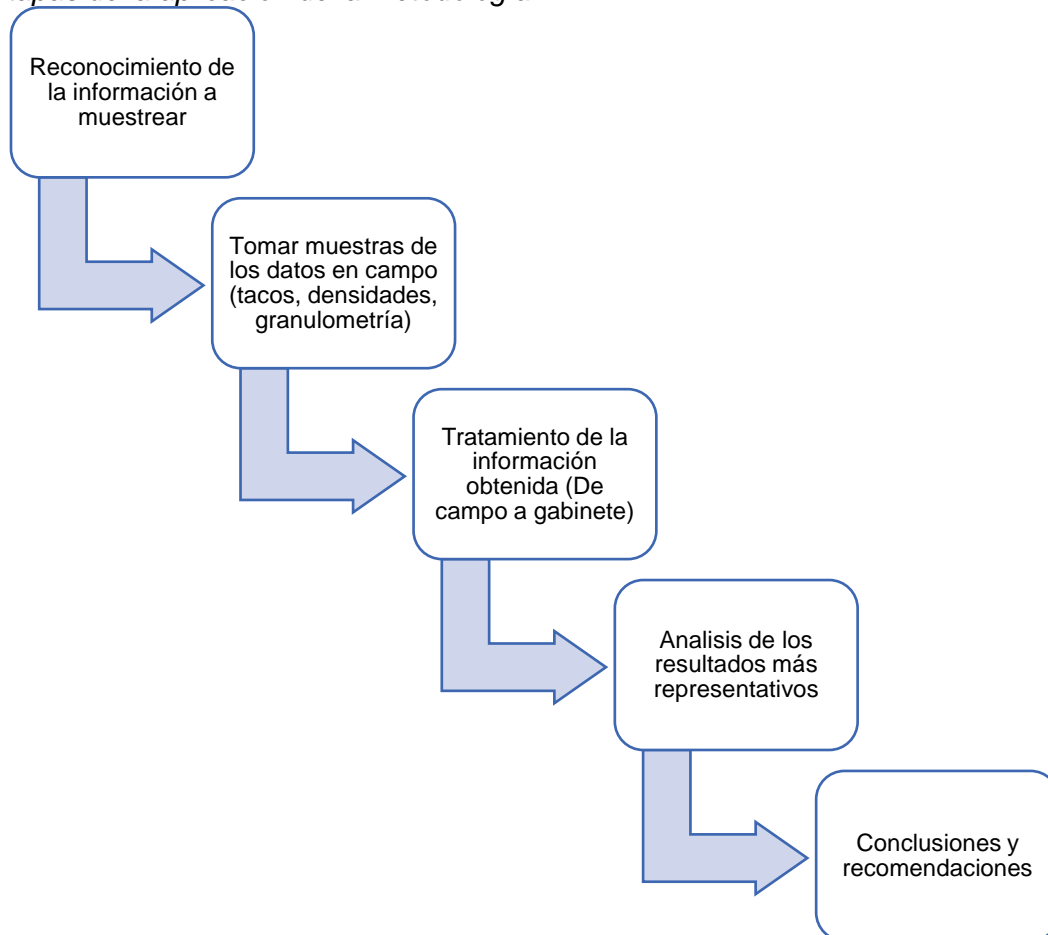 Reconocimiento de
la información a
muestrear
Tomar muestras de
los datos en campo
(tacos, densidades,
granulometría)
Tratamiento de la
información
obtenida (De
campo a gabinete)
Analisis de los
resultados más
representativos
Conclusiones y
recomendaciones